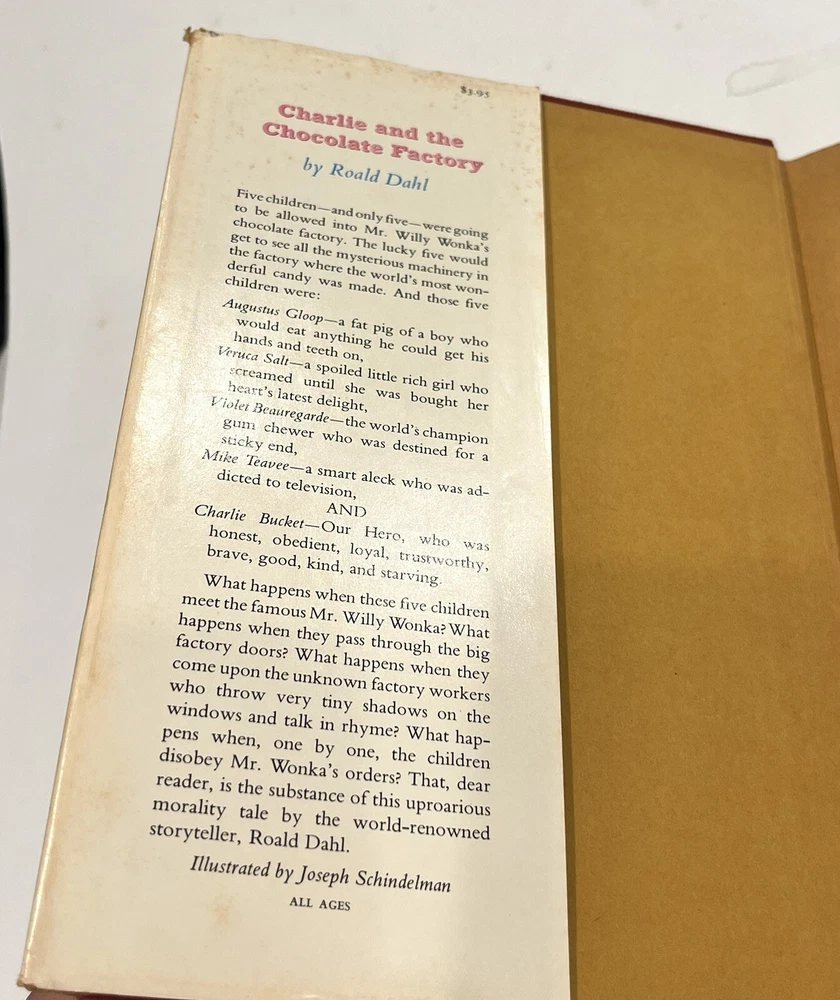 $3.95
Charlie and the
Chocolate Factory
by Roald Dahl
Five children—and only five—were going
to be allowed into Mr. Willy Wonka's
chocolate factory. The lucky five would
get to see all the mysterious machinery in
the factory where the world's most won-
derful candy was made. And those five
children were:
Augustus Gloop—a fat pig of a boy who
would eat anything he could get his
hands and teeth on,
Veruca Salt—a spoiled little rich girl who
screamed until she was bought her
heart's latest delight,
Violet Beauregarde—the world's champion
gum chewer who was destined for a
sticky end,
Mike Teavee—a smart aleck who was ad-
dicted to television,
AND
Charlie Bucket—Our Hero, who was
honest, obedient, loyal, trustworthy,
brave, good, kind, and starving.
What happens when these five children
meet the famous Mr. Willy Wonka? What
happens when they pass through the big
factory doors? What happens when they
come upon the unknown factory workers
who throw very tiny shadows on the
windows and talk in rhyme? What hap-
pens when, one by one, the children
disobey Mr. Wonka's orders? That, dear
reader, is the substance of this uproarious
morality tale by the world-renowned
storyteller, Roald Dahl.
Illustrated by Joseph Schindelman
ALL AGES